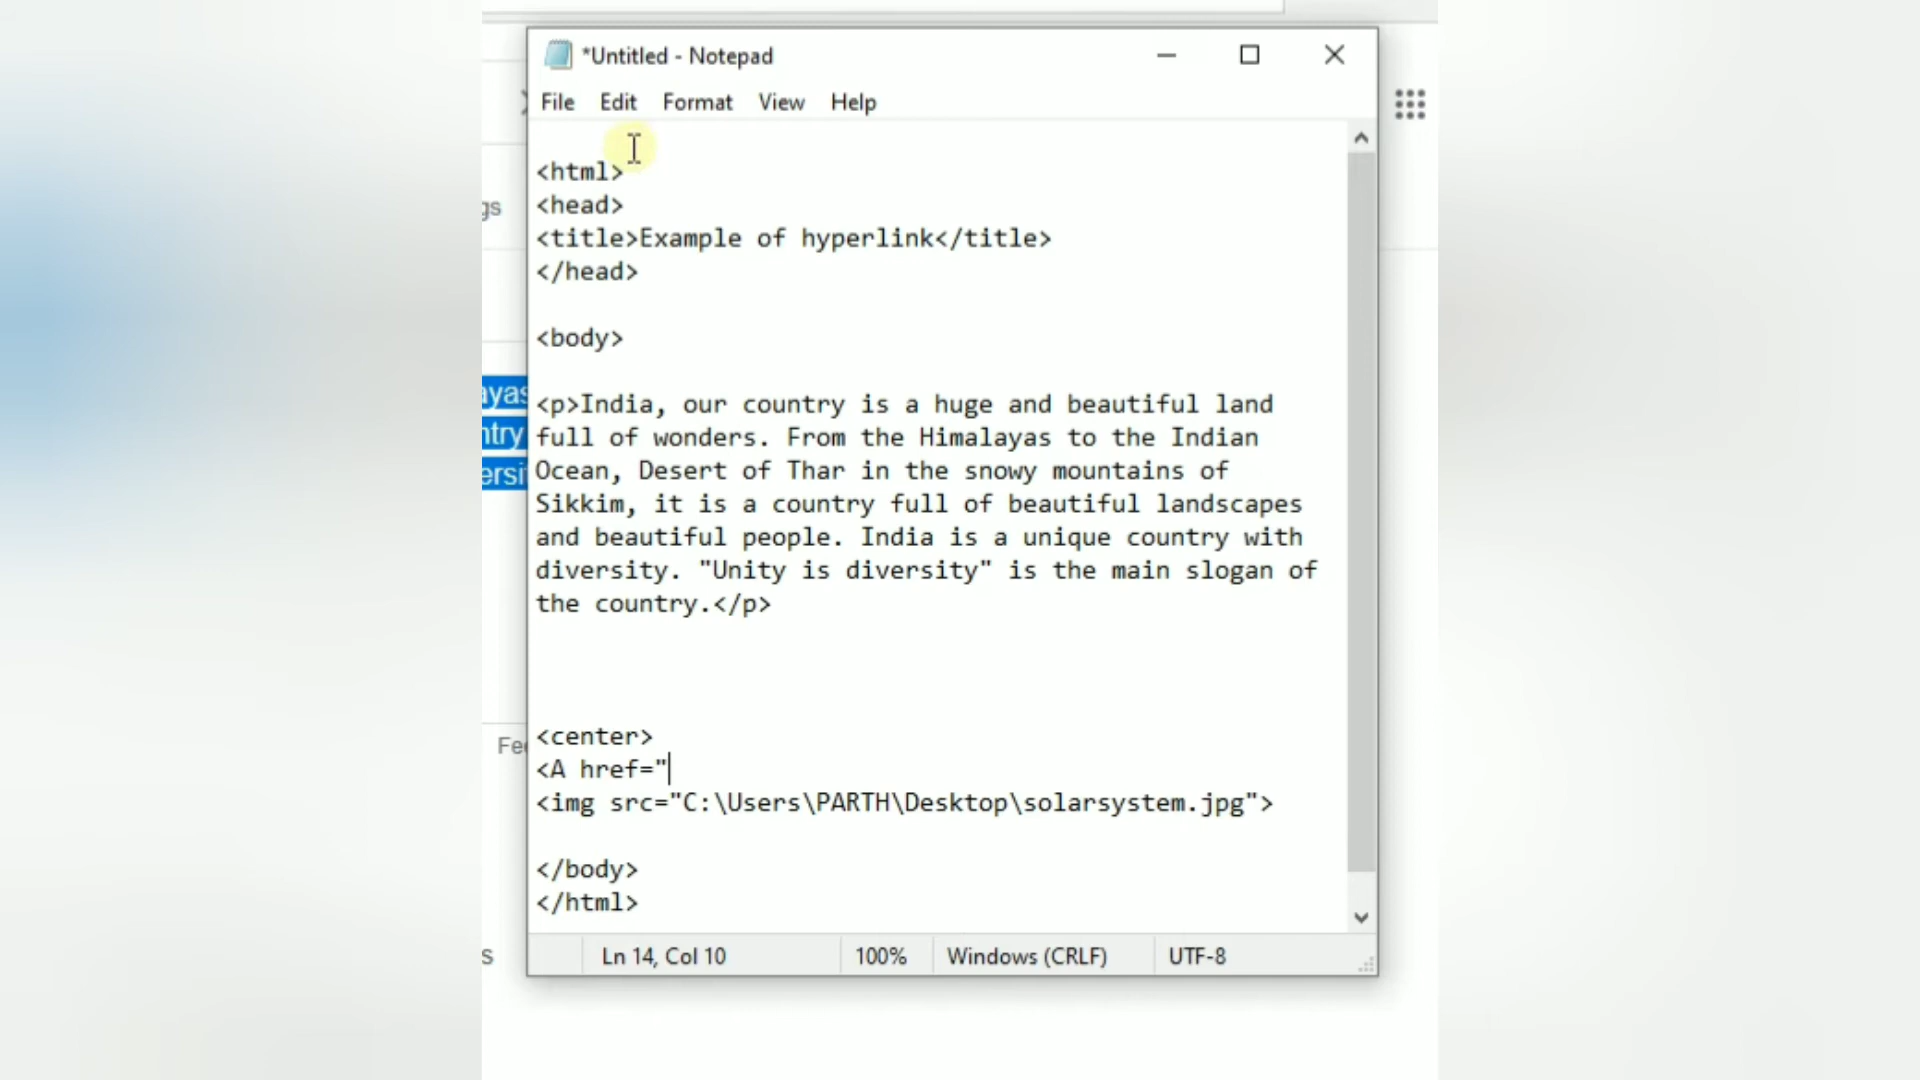 *Untitled - Notepad
File Edit Format View Help
<html>
<head>
<title>Example of hyperlink</title>
</head>
<body>
<p>India, our country is a huge and beautiful land
full of wonders. From the Himalayas to the Indian
Ocean, Desert of Thar in the snowy mountains of
Sikkim, it is a country full of beautiful landscapes
and beautiful people. India is a unique country with
diversity. "Unity is diversity" is the main slogan of
the country.</p>
<center>
<A href="
<img src="C:\Users\PARTH\Desktop\solarsystem.jpg">
</body>
</html>
Ln 14, Col 10 100% Windows (CRLF) UTF-8